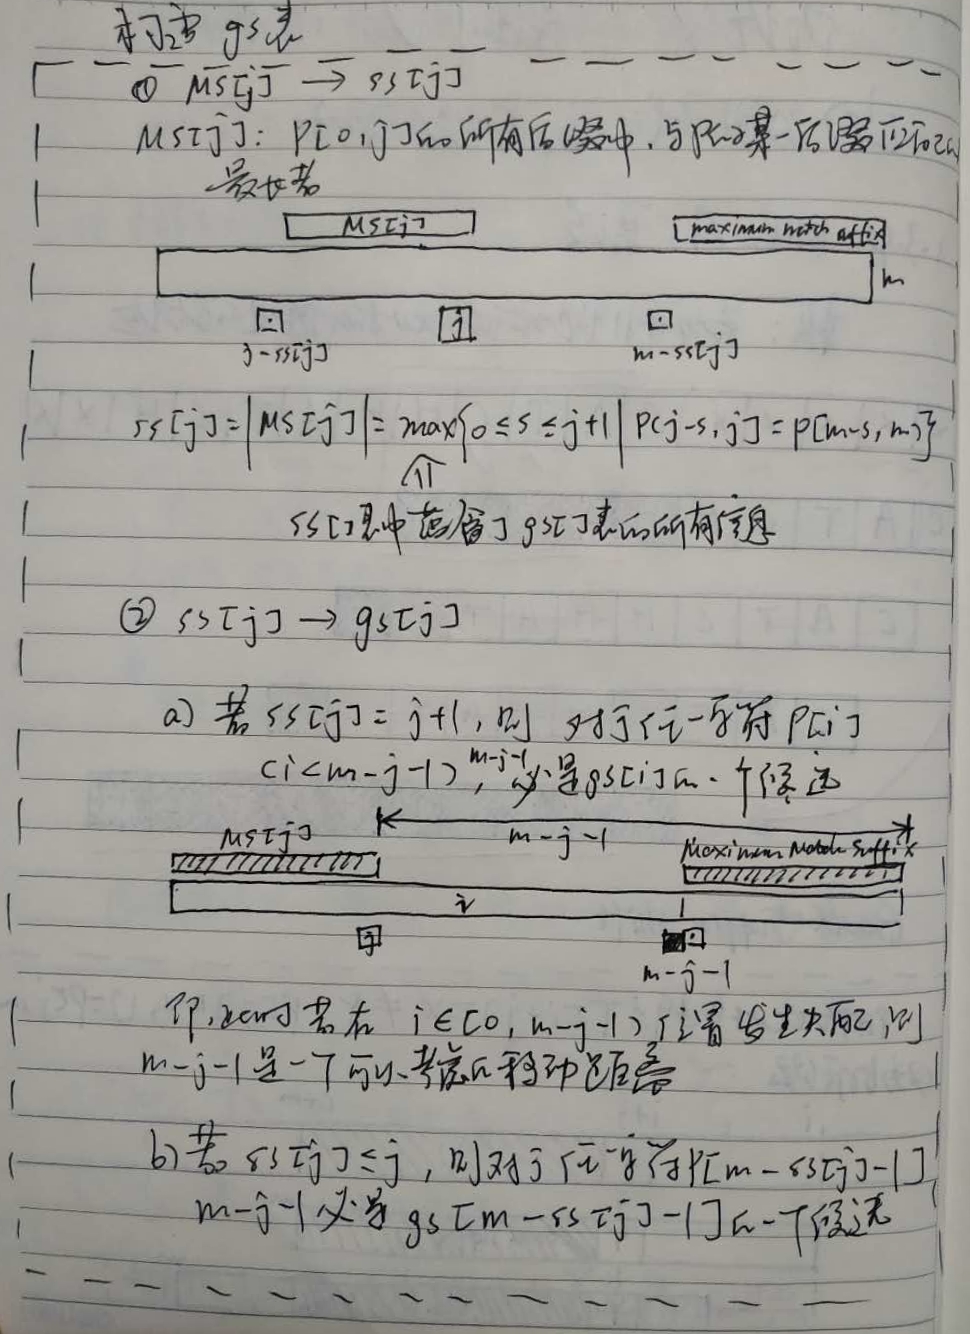 构造 gs表
① MS[j] → ss[j]
MS[j]: P[0,j]的所有后缀中,与P的某一后缀匹配的
最长者
MS[j]
maximum match suffix
m
j-ss[j]
j
m-ss[j]
ss[j] = |MS[j]| = max{0 ≤ s ≤ j+1 | P(j-s, j] = p[m-s, m)}
ss[]表中蕴含了gs[]表的所有信息
② ss[j] → gs[j]
a) 若 ss[j] = j+1, 则 对于任一字符 P[i]
(i < m-j-1), m-j-1 必是gs[i]的一个候选
MS[j]
m-j-1
Maximum Match Suffix
i
j
m-j-1
即, 此时若在 i∈[0, m-j-1) 位置发生失配, 则
m-j-1是一个可以考虑的移动距离
b) 若 ss[j] ≤ j, 则对于任一字符P[m-ss[j]-1]
m-j-1 必是 gs[m-ss[j]-1]的一个候选